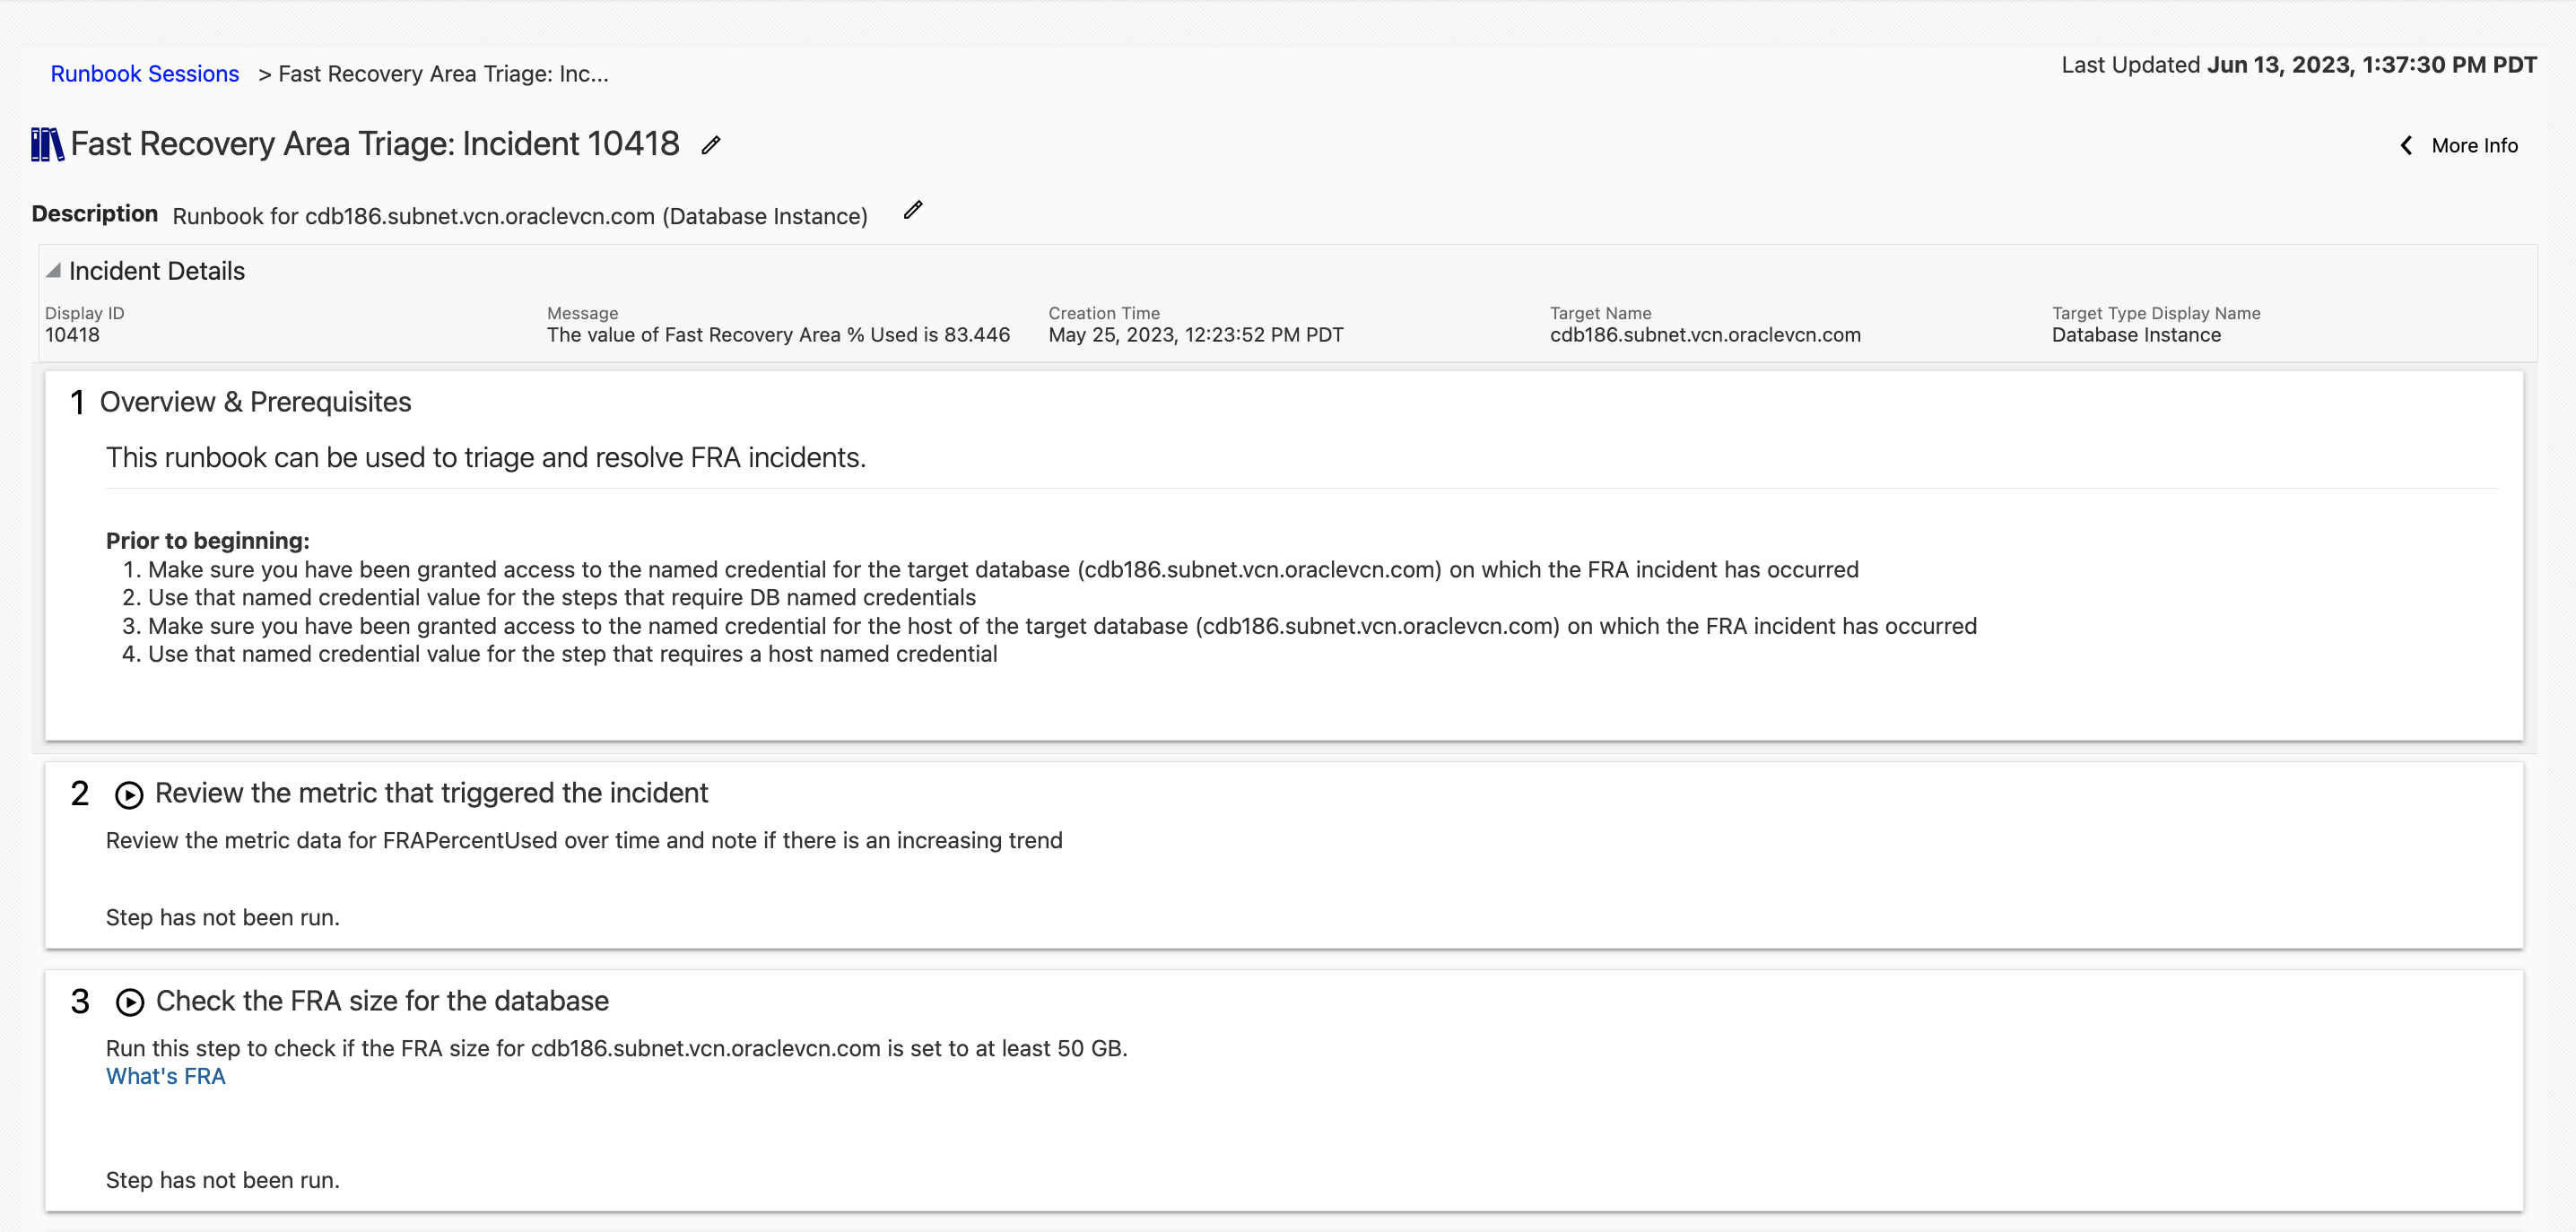 Runbook Sessions > Fast Recovery Area Triage: Inc...
Last Updated Jun 13, 2023, 1:37:30 PM PDT
Fast Recovery Area Triage: Incident 10418
More Info
Description Runbook for cdb186.subnet.vcn.oraclevcn.com (Database Instance)
Incident Details
Display ID
10418
Message
The value of Fast Recovery Area % Used is 83.446
Creation Time
May 25, 2023, 12:23:52 PM PDT
Target Name
cdb186.subnet.vcn.oraclevcn.com
Target Type Display Name
Database Instance
1 Overview & Prerequisites
This runbook can be used to triage and resolve FRA incidents.
Prior to beginning:
1. Make sure you have been granted access to the named credential for the target database (cdb186.subnet.vcn.oraclevcn.com) on which the FRA incident has occurred
2. Use that named credential value for the steps that require DB named credentials
3. Make sure you have been granted access to the named credential for the host of the target database (cdb186.subnet.vcn.oraclevcn.com) on which the FRA incident has occurred
4. Use that named credential value for the step that requires a host named credential
2 Review the metric that triggered the incident
Review the metric data for FRAPercentUsed over time and note if there is an increasing trend
Step has not been run.
3 Check the FRA size for the database
Run this step to check if the FRA size for cdb186.subnet.vcn.oraclevcn.com is set to at least 50 GB.
What's FRA
Step has not been run.